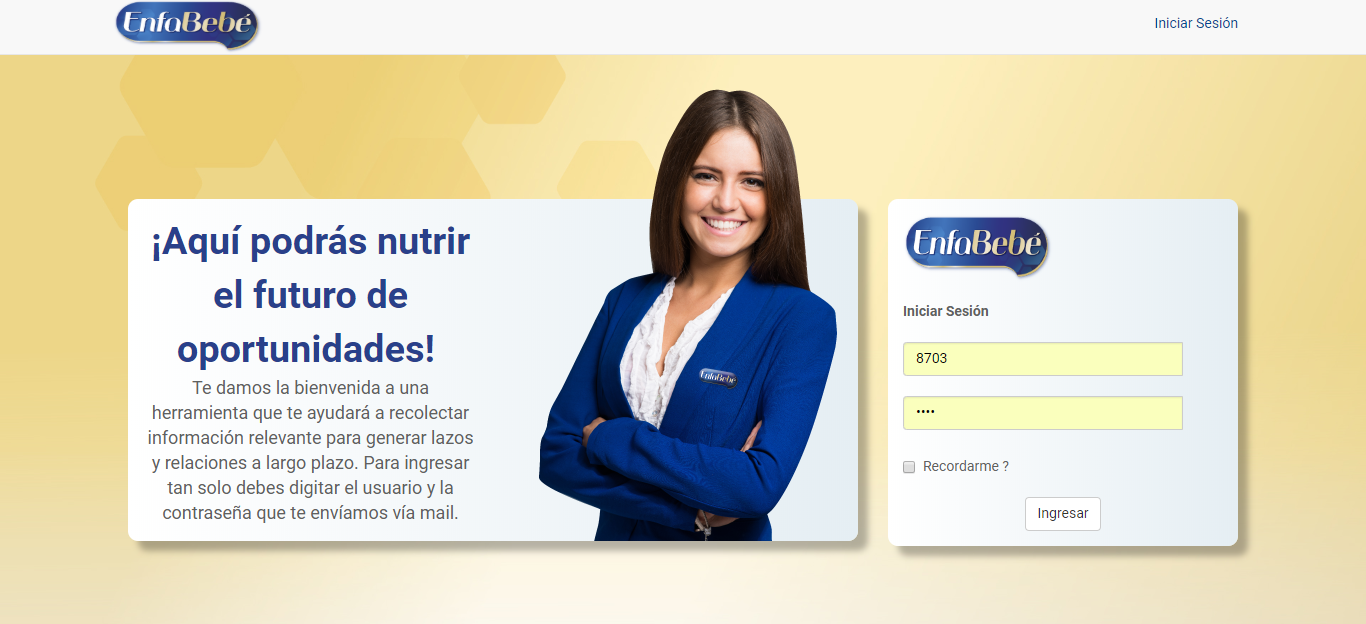 EnfaBebé
Iniciar Sesión
¡Aquí podrás nutrir
el futuro de
oportunidades!
Te damos la bienvenida a una
herramienta que te ayudará a recolectar
información relevante para generar lazos
y relaciones a largo plazo. Para ingresar
tan solo debes digitar el usuario y la
contraseña que te envíamos vía mail.
EnfaBebé
EnfaBebé
Iniciar Sesión
8703
••••
Recordarme ?
Ingresar